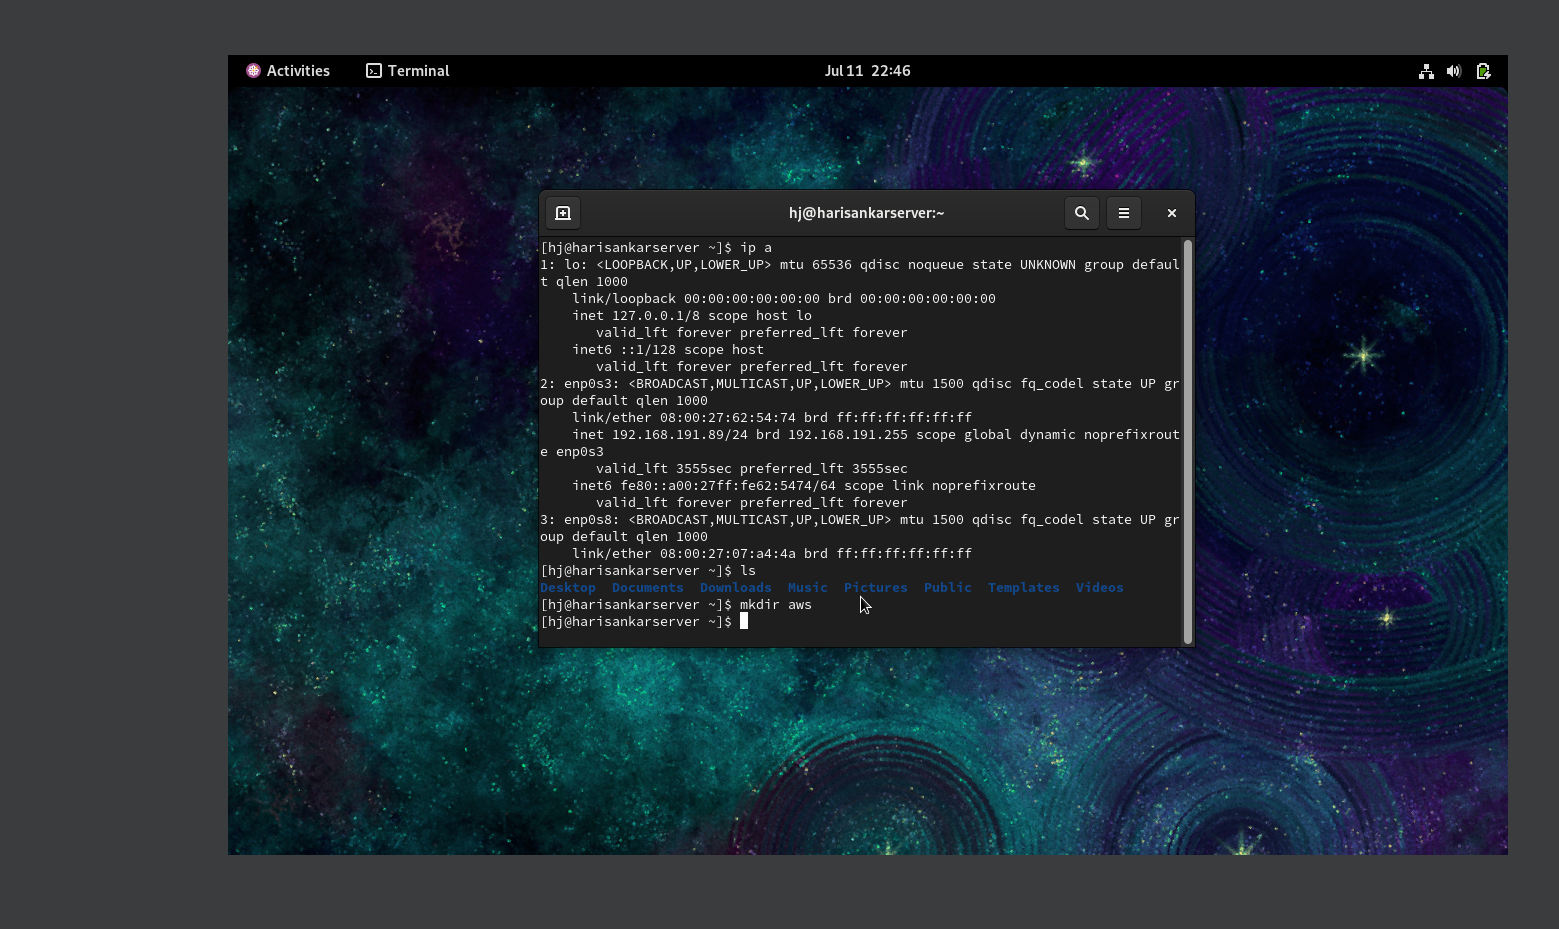 Activities Terminal Jul 11 22:46
hj@harisankarserver:~
[hj@harisankarserver ~]$ ip a
1: lo: <LOOPBACK,UP,LOWER_UP> mtu 65536 qdisc noqueue state UNKNOWN group defaul
t qlen 1000
    link/loopback 00:00:00:00:00:00 brd 00:00:00:00:00:00
    inet 127.0.0.1/8 scope host lo
       valid_lft forever preferred_lft forever
    inet6 ::1/128 scope host
       valid_lft forever preferred_lft forever
2: enp0s3: <BROADCAST,MULTICAST,UP,LOWER_UP> mtu 1500 qdisc fq_codel state UP gr
oup default qlen 1000
    link/ether 08:00:27:62:54:74 brd ff:ff:ff:ff:ff:ff
    inet 192.168.191.89/24 brd 192.168.191.255 scope global dynamic noprefixrout
e enp0s3
       valid_lft 3555sec preferred_lft 3555sec
    inet6 fe80::a00:27ff:fe62:5474/64 scope link noprefixroute
       valid_lft forever preferred_lft forever
3: enp0s8: <BROADCAST,MULTICAST,UP,LOWER_UP> mtu 1500 qdisc fq_codel state UP gr
oup default qlen 1000
    link/ether 08:00:27:07:a4:4a brd ff:ff:ff:ff:ff:ff
[hj@harisankarserver ~]$ ls
Desktop  Documents  Downloads  Music  Pictures  Public  Templates  Videos
[hj@harisankarserver ~]$ mkdir aws
[hj@harisankarserver ~]$